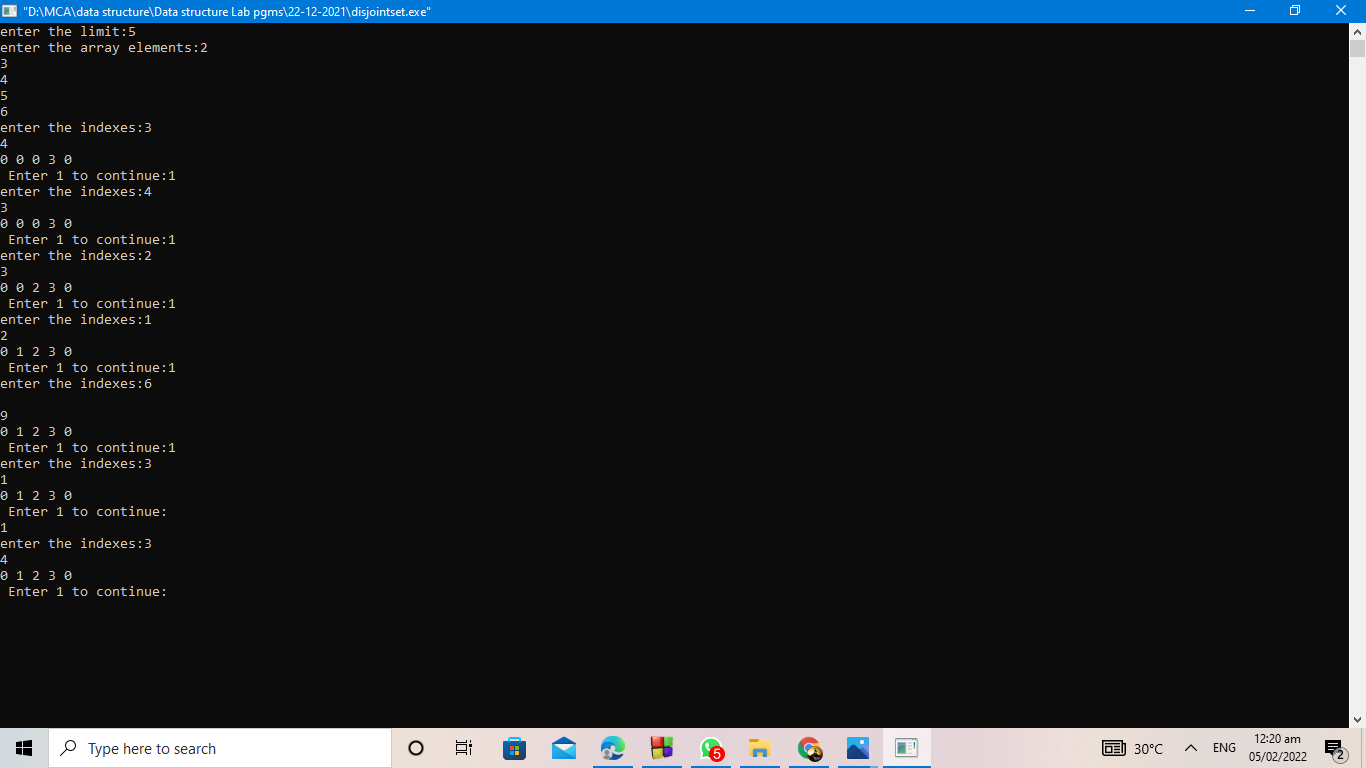 "D:\MCA\data structure\Data structure Lab pgms\22-12-2021\disjointset.exe"
enter the limit:5
enter the array elements:2
3
4
5
6
enter the indexes:3
4
0 0 0 3 0
 Enter 1 to continue:1
enter the indexes:4
3
0 0 0 3 0
 Enter 1 to continue:1
enter the indexes:2
3
0 0 2 3 0
 Enter 1 to continue:1
enter the indexes:1
2
0 1 2 3 0
 Enter 1 to continue:1
enter the indexes:6
9
0 1 2 3 0
 Enter 1 to continue:1
enter the indexes:3
1
0 1 2 3 0
 Enter 1 to continue:
1
enter the indexes:3
4
0 1 2 3 0
 Enter 1 to continue:
Type here to search
5
30°C
ENG
12:20 am
05/02/2022
2